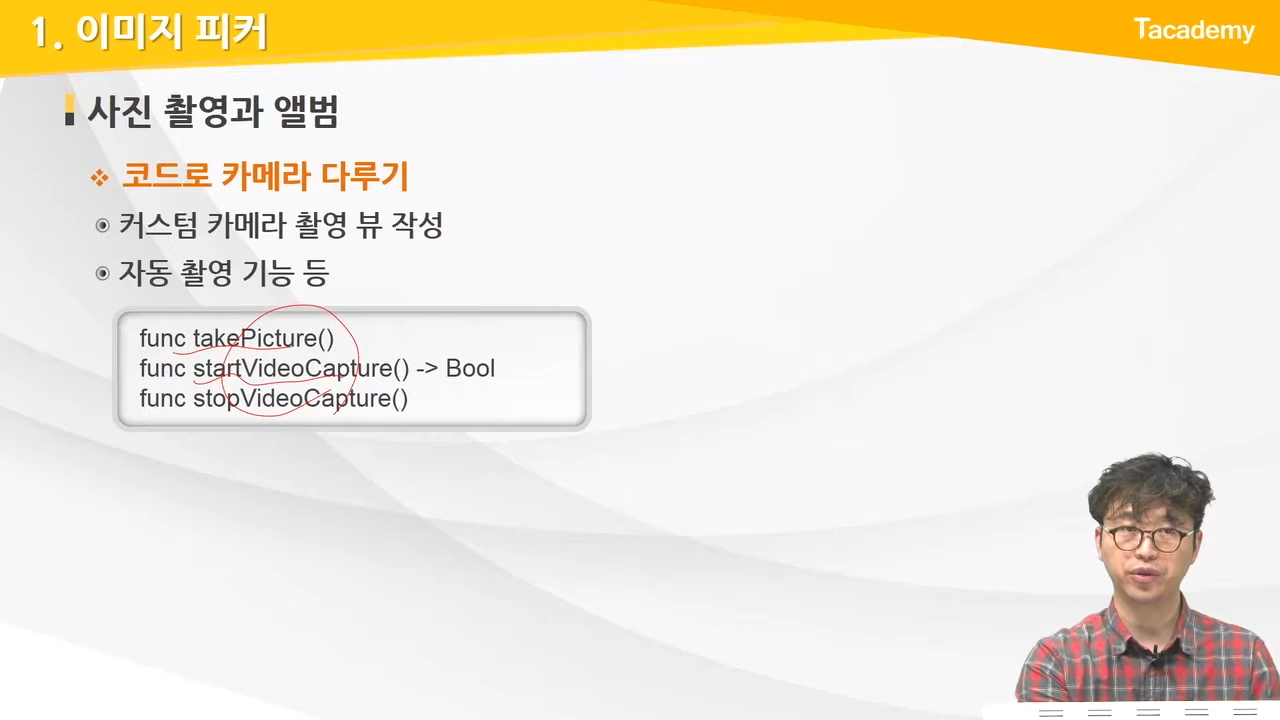 1. 이미지 피커
Tacademy
사진 촬영과 앨범
코드로 카메라 다루기
커스텀 카메라 촬영 뷰 작성
자동 촬영 기능 등
func takePicture()
func startVideoCapture() -> Bool
func stopVideoCapture()